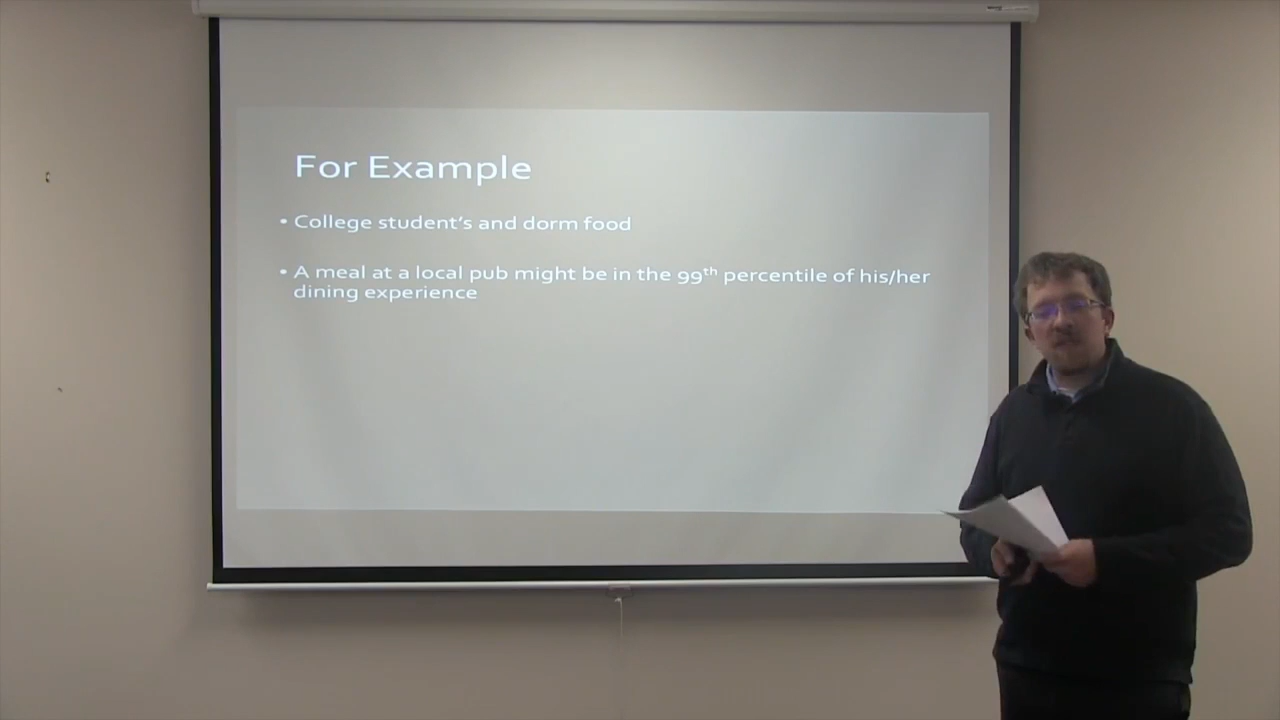 For Example
• College student's and dorm food
• A meal at a local pub might be in the 99th percentile of his/her
dining experience